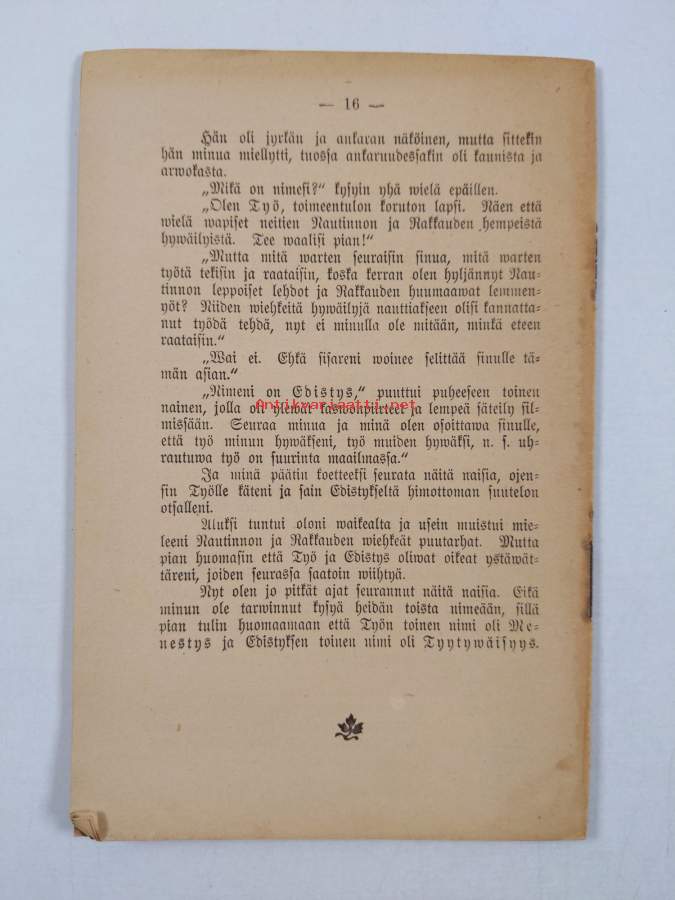 — 16 —
Hän oli jyrkän ja ankaran näköinen, mutta sittekin
hän minua miellytti, tuossa ankaruudessakin oli kaunista ja
arwokasta.
„Mikä on nimesi?“ kysyin yhä wielä epäillen.
„Olen Työ, toimeentulon koruton lapsi. Näen että
wielä wapiset neitien Nautinnon ja Rakkauden hempeistä
hywäilyistä. Tee waalisi pian!“
„Mutta mitä warten seuraisin sinua, mitä warten
työtä tekisin ja raataisin, koska kerran olen hyljännyt Nau-
tinnon leppoiset lehdot ja Rakkauden huumaawat lemmen-
yöt? Niiden wiehkeitä hywäilyjä nauttiakseen olisi kannatta-
nut työdä tehdä, nyt ei minulla ole mitään, minkä eteen
raataisin.“
„Wai ei. Ehkä sisareni woinee selittää sinulle tä-
män asian.“
„Nimeni on Edistys,“ puuttui puheeseen toinen
nainen, jolla oli ylewät kaswonpiirteet ja lempeä säteily sil-
Antikvariaatti.net
missään. Seuraa minua ja minä olen osoittawa sinulle,
että työ minun hywäkseni, työ muiden hywäksi, n. s. uh-
rautuwa työ on suurinta maailmassa.“
Ja minä päätin koetteeksi seurata näitä naisia, ojen-
sin Työlle käteni ja sain Edistykseltä himottoman suutelon
otsalleni.
Aluksi tuntui oloni waikealta ja usein muistui mie-
leeni Nautinnon ja Rakkauden wiehkeät puutarhat. Mutta
pian huomasin että Työ ja Edistys oliwat oikeat ystäwät-
täreni, joiden seurassa saatoin wiihtyä.
Nyt olen jo pitkät ajat seurannut näitä naisia. Eikä
minun ole tarwinnut kysyä heidän toista nimeään, sillä
pian tulin huomaamaan että Työn toinen nimi oli Me-
nestys ja Edistyksen toinen nimi oli Tyytywäisyys.